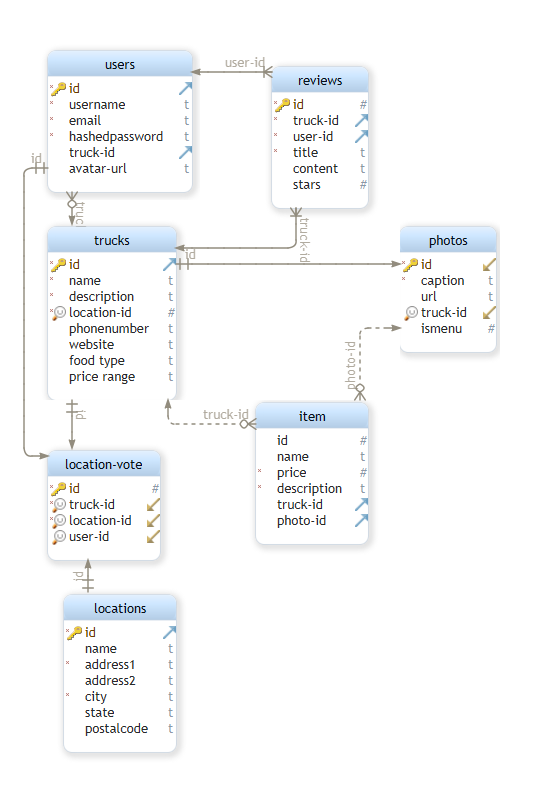 users
id
username t
email t
hashedpassword t
truck-id
avatar-url t
user-id
reviews
id #
truck-id
user-id
title t
content t
stars #
id
truck-id
trucks
id
name t
description t
location-id #
phonenumber t
website t
food type t
price range t
id
photos
id
caption t
url t
truck-id
ismenu #
photo-id
truck-id
item
id #
name t
price #
description t
truck-id
photo-id
id
location-vote
id #
truck-id
location-id
user-id
id
locations
id
name t
address1 t
address2 t
city t
state t
postalcode t